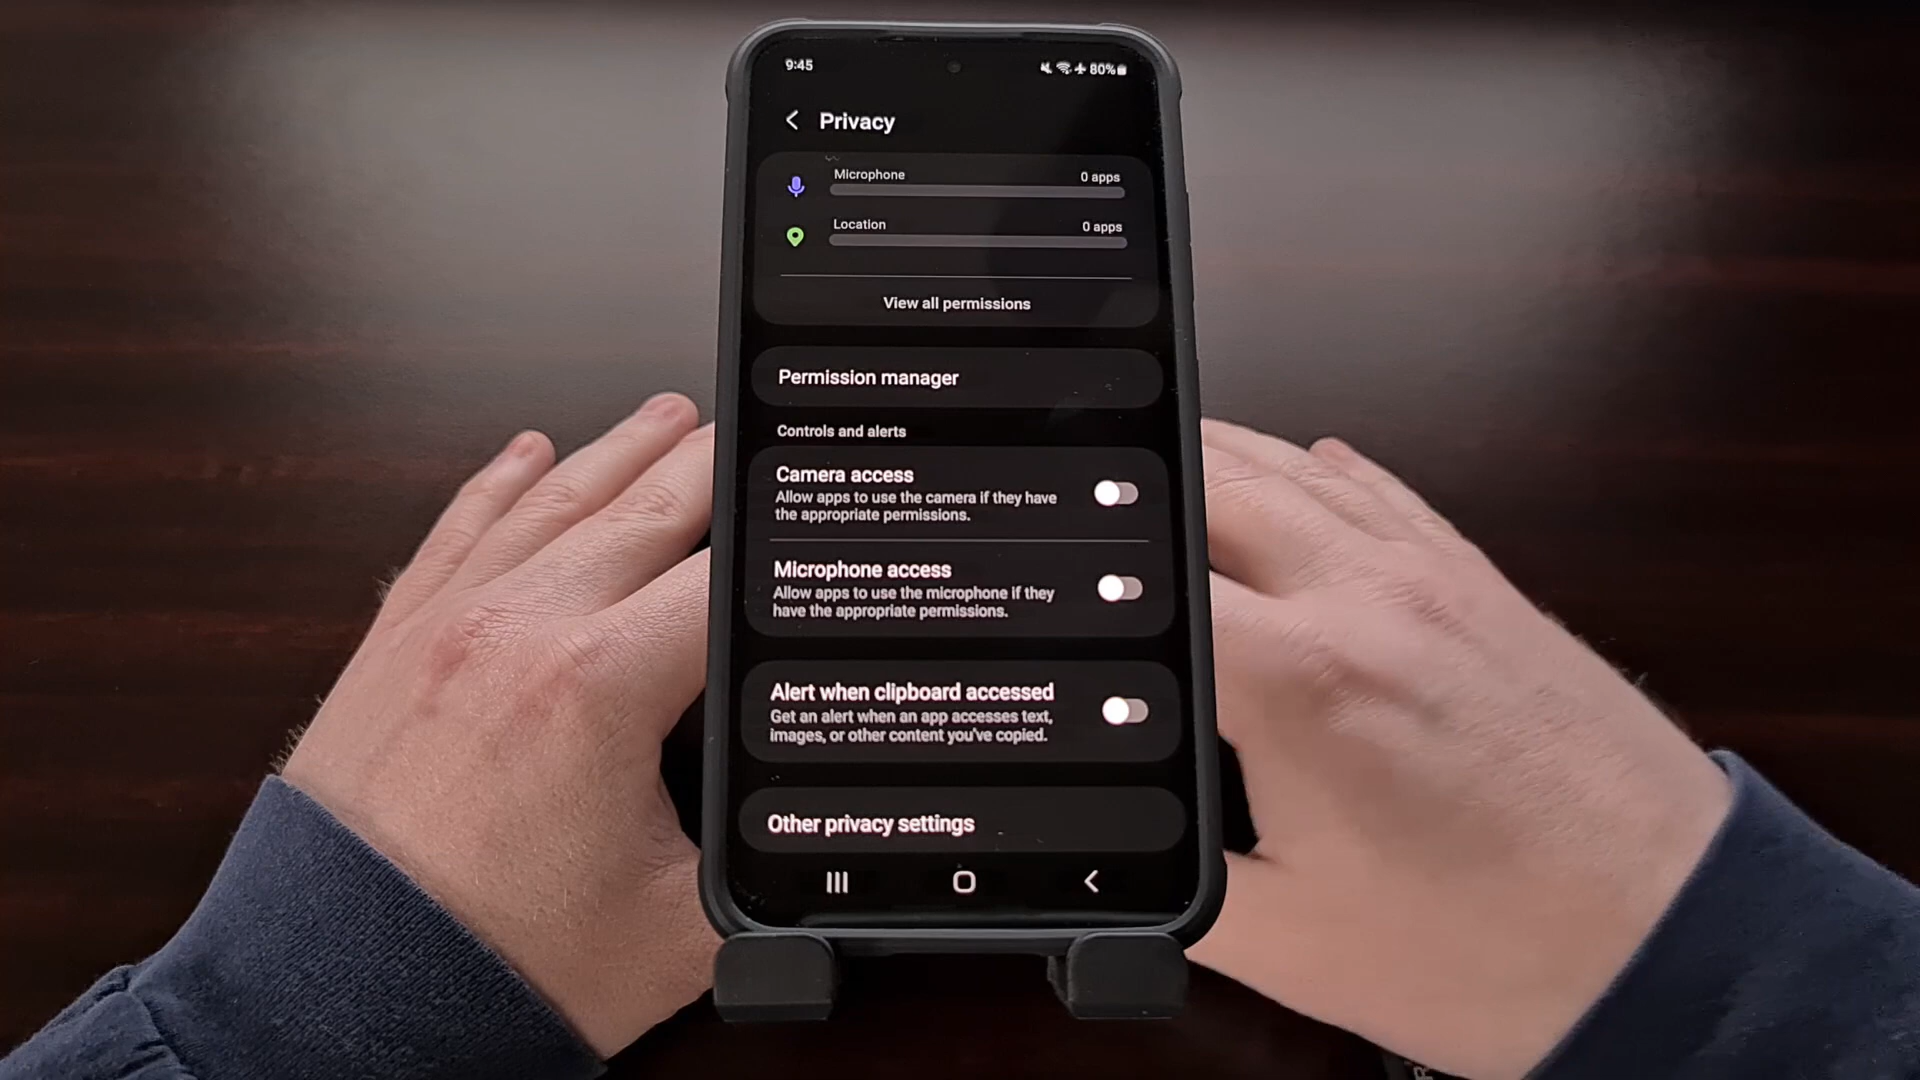 9:45
80%
Privacy
Microphone
0 apps
Location
0 apps
View all permissions
Permission manager
Controls and alerts
Camera access
Allow apps to use the camera if they have
the appropriate permissions.
Microphone access
Allow apps to use the microphone if they
have the appropriate permissions.
Alert when clipboard accessed
Get an alert when an app accesses text,
images, or other content you've copied.
Other privacy settings